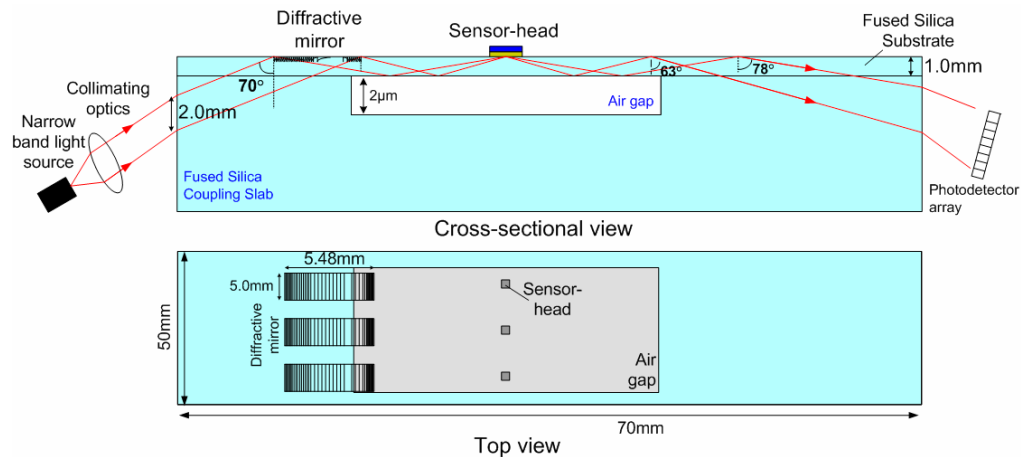 Diffractive
mirror
Sensor-head
Fused Silica
Substrate
Collimating
optics
70°
63°
78°
1.0mm
2µm
Air gap
2.0mm
Narrow
band light
source
Fused Silica
Coupling Slab
Photodetector
array
Cross-sectional view
5.48mm
5.0mm
Sensor-
head
Diffractive
mirror
50mm
Air
gap
70mm
Top view